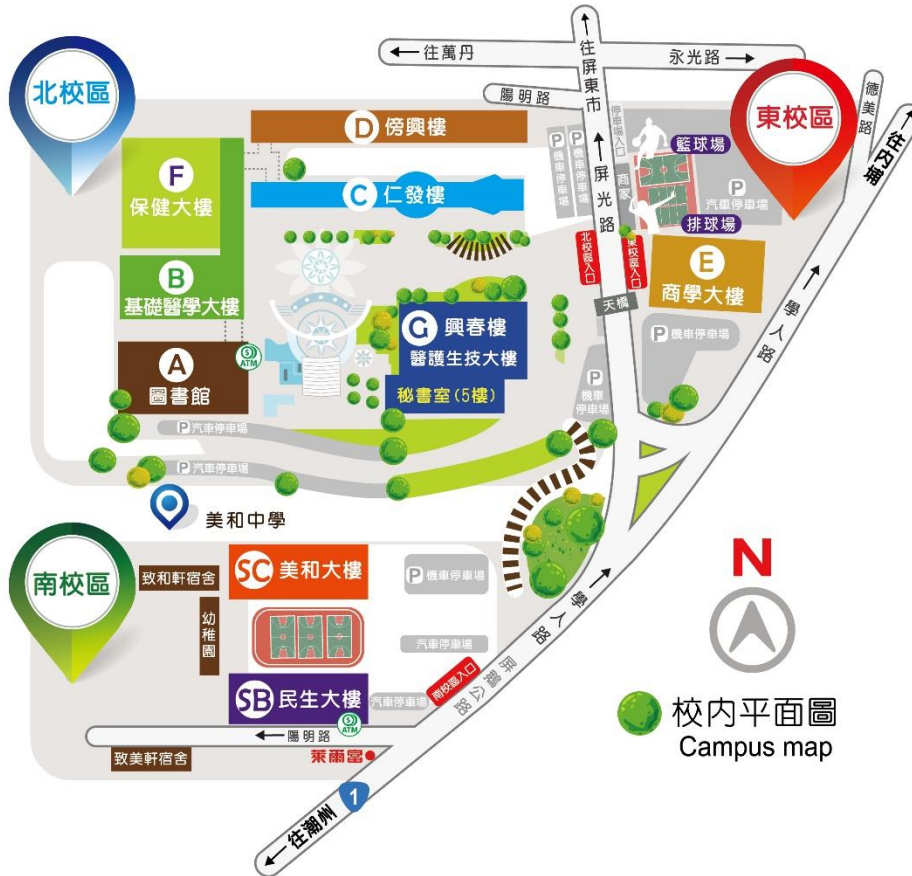 往萬丹
永光路
往屏東市
陽明路
德美路
往內埔
北校區
東校區
D 傍興樓
停車場入口
籃球場
F
保健大樓
C 仁發樓
P 機車停車場
P 機車停車場
屏光路
商家
P
汽車停車場
排球場
北校區入口
東校區入口
E
商學大樓
B
基礎醫學大樓
天橋
G 興春樓
醫護生技大樓
秘書室(5樓)
P 機車停車場
學人路
A
圖書館
ATM
P
機車
停車場
P 汽車停車場
P 汽車停車場
美和中學
南校區
致和軒宿舍
SC 美和大樓
P 機車停車場
幼稚園
汽車停車場
學人路
屏鵝公路
南校區入口
SB 民生大樓
汽車停車場
ATM
陽明路
致美軒宿舍
萊爾富
1
往潮州
N
校內平面圖
Campus map